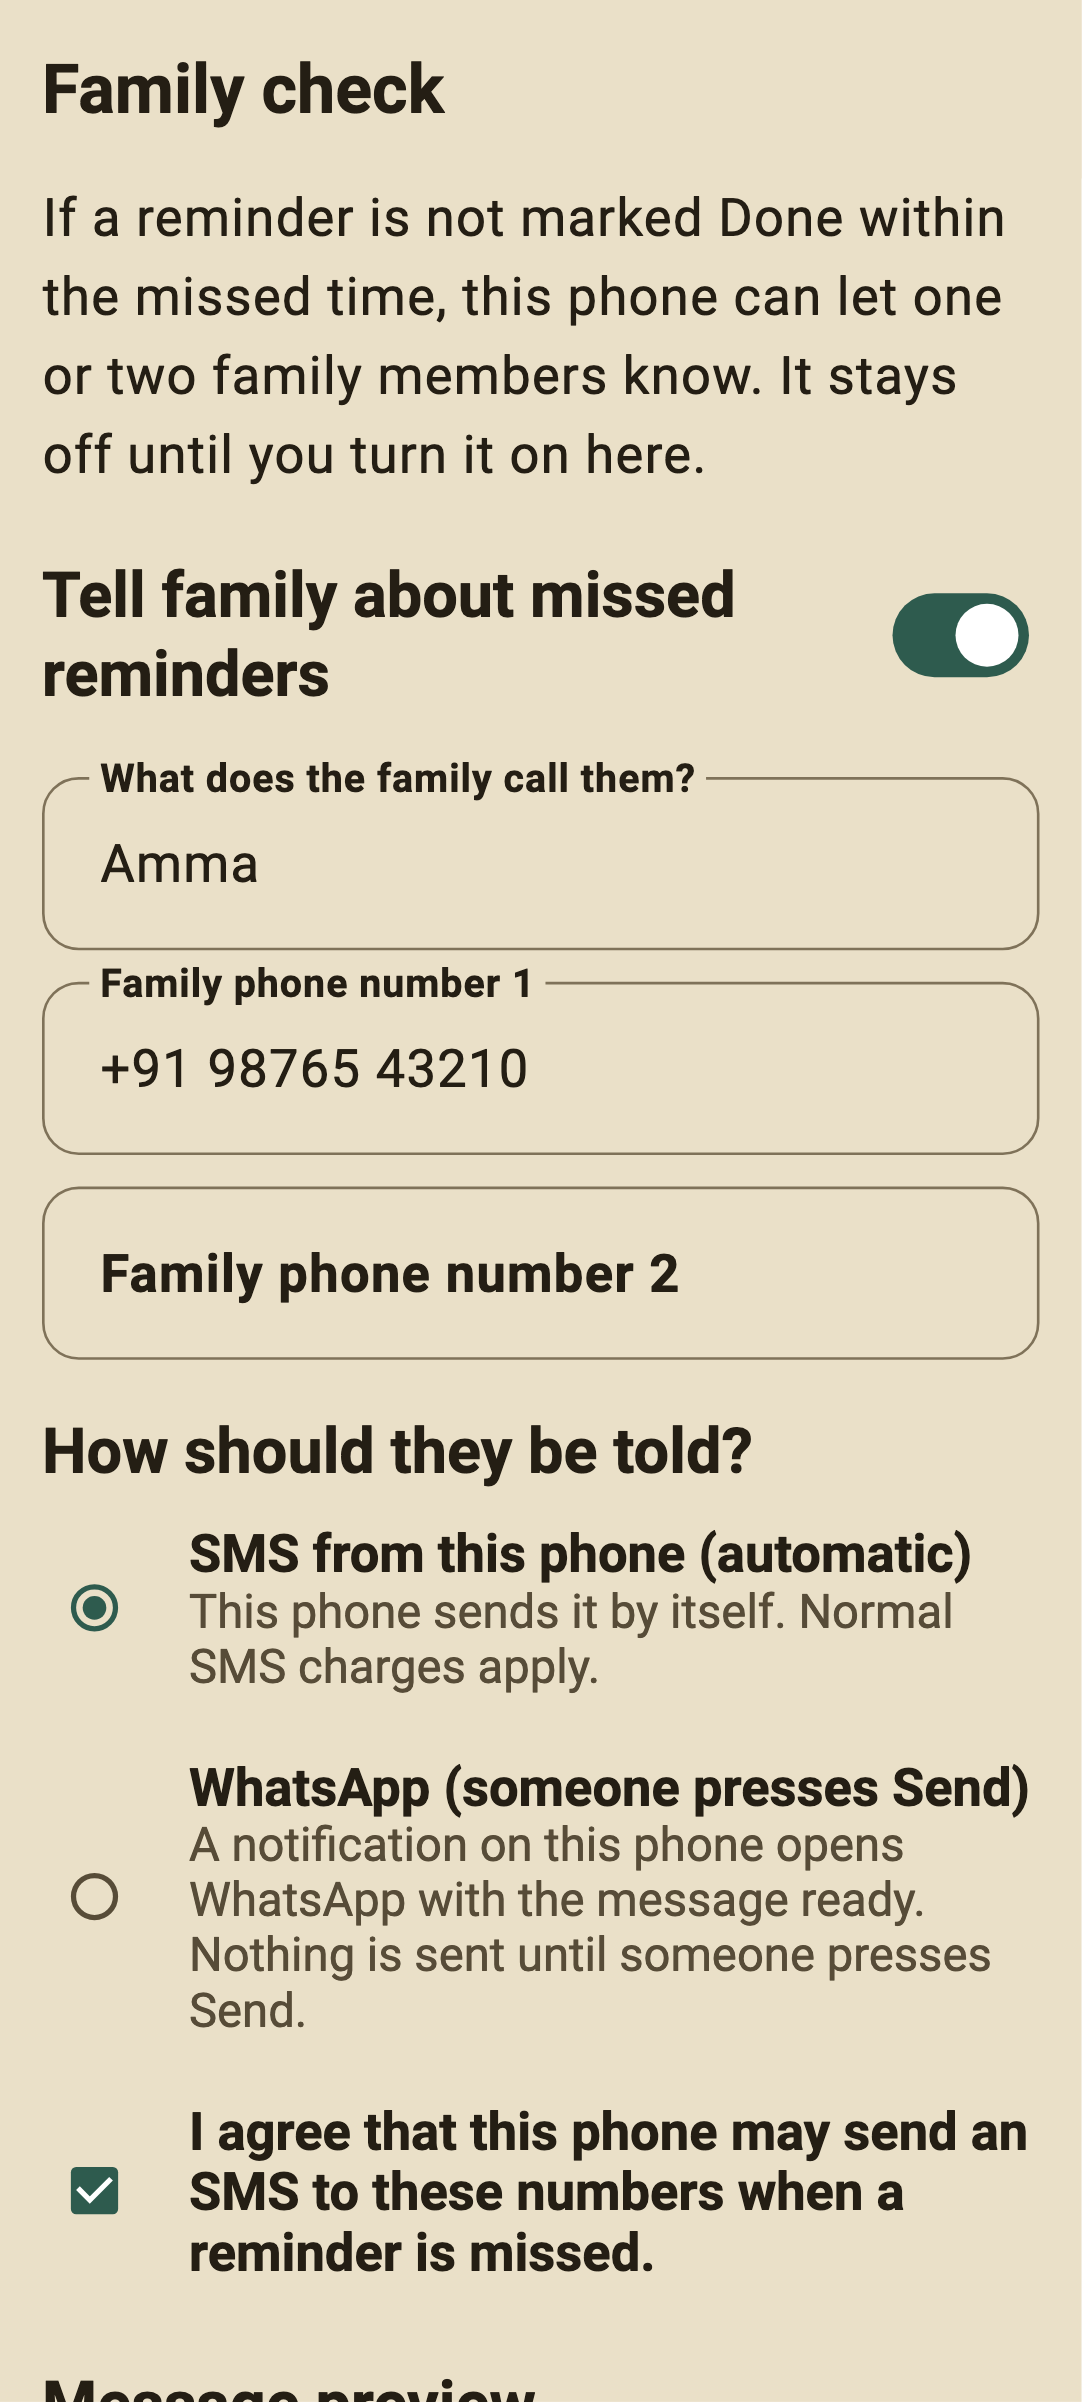 Family check
If a reminder is not marked Done within
the missed time, this phone can let one
or two family members know. It stays
off until you turn it on here.
Tell family about missed
reminders
What does the family call them?
Amma
Family phone number 1
+91 98765 43210
Family phone number 2
How should they be told?
SMS from this phone (automatic)
This phone sends it by itself. Normal
SMS charges apply.
WhatsApp (someone presses Send)
A notification on this phone opens
WhatsApp with the message ready.
Nothing is sent until someone presses
Send.
I agree that this phone may send an
SMS to these numbers when a
reminder is missed.
Message preview